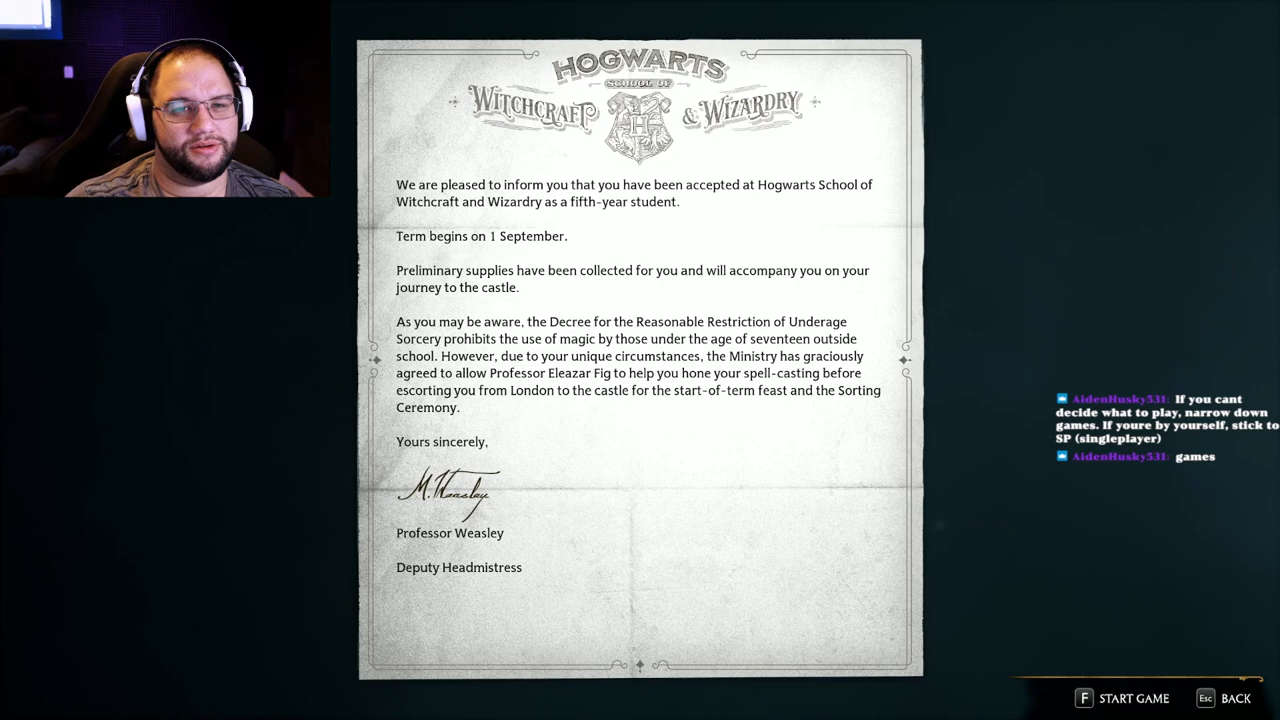 HOGWARTS
SCHOOL OF
WITCHCRAFT & WIZARDRY
H
We are pleased to inform you that you have been accepted at Hogwarts School of
Witchcraft and Wizardry as a fifth-year student.
Term begins on 1 September.
Preliminary supplies have been collected for you and will accompany you on your
journey to the castle.
As you may be aware, the Decree for the Reasonable Restriction of Underage
Sorcery prohibits the use of magic by those under the age of seventeen outside
school. However, due to your unique circumstances, the Ministry has graciously
agreed to allow Professor Eleazar Fig to help you hone your spell-casting before
escorting you from London to the castle for the start-of-term feast and the Sorting
Ceremony.
Yours sincerely,
M. Weasley
Professor Weasley
Deputy Headmistress
AidenHusky531: If you cant
decide what to play, narrow down
games. If youre by yourself, stick to
SP (singleplayer)
AidenHusky531: games
F START GAME Esc BACK